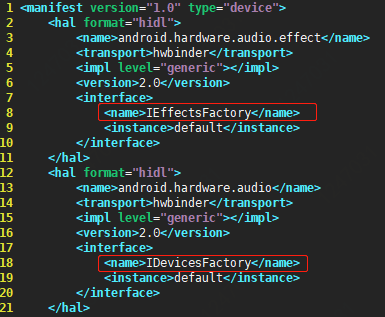 1 <manifest version="1.0" type="device">
2 <hal format="hidl">
3 <name>android.hardware.audio.effect</name>
4 <transport>hwbinder</transport>
5 <impl level="generic"></impl>
6 <version>2.0</version>
7 <interface>
8 <name>IEffectsFactory</name>
9 <instance>default</instance>
10 </interface>
11 </hal>
12 <hal format="hidl">
13 <name>android.hardware.audio</name>
14 <transport>hwbinder</transport>
15 <impl level="generic"></impl>
16 <version>2.0</version>
17 <interface>
18 <name>IDevicesFactory</name>
19 <instance>default</instance>
20 </interface>
21 </hal>